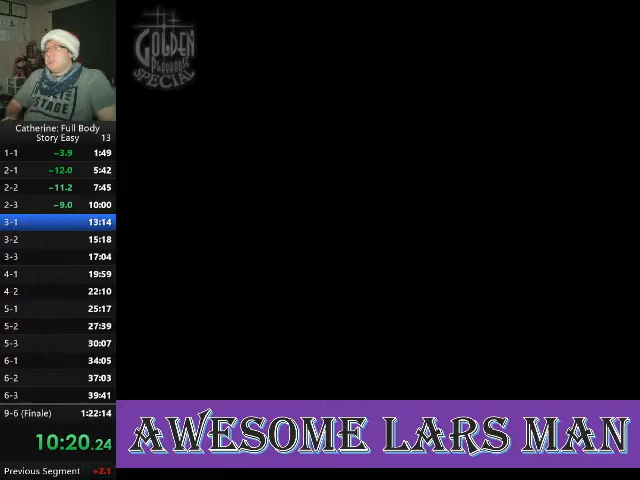 GOLDEN
PLAYHOUSE
SPECIAL
STAGE
Catherine: Full Body
Story Easy 13
1-1 −3.9 1:49
2-1 −12.0 5:42
2-2 −11.2 7:45
2-3 −9.0 10:00
3-1 13:14
3-2 15:18
3-3 17:04
4-1 19:59
4-2 22:10
5-1 25:17
5-2 27:39
5-3 30:07
6-1 34:05
6-2 37:03
6-3 39:41
9-6 (Finale) 1:22:14
10:20.24
Previous Segment +2.1
AWESOME LARS MAN